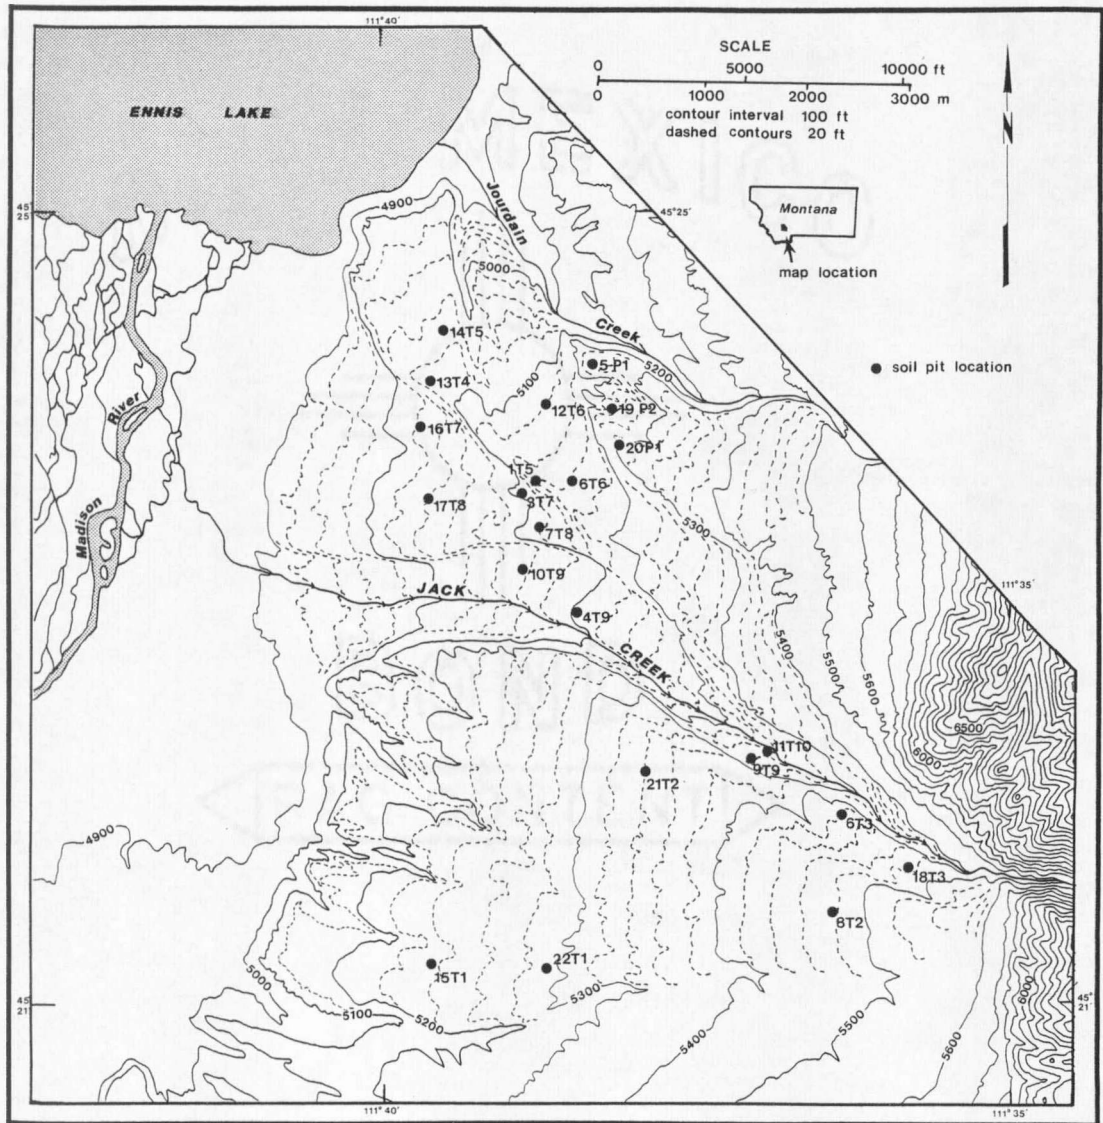 111° 40'
SCALE
0 5000 10000 ft
0 1000 2000 3000 m
contour interval 100 ft
dashed contours 20 ft
N
ENNIS LAKE
Montana
map location
soil pit location
45° 25'
45° 25'
4900
Jourdain
Creek
5000
5100
5200
14T5
5-P1
13T4
12T6
19 P2
16T7
20P1
1T5
6T6
3T7
17T8
7T8
5300
Madison River
10T9
JACK CREEK
4T9
111° 35'
5400
5500
5600
6500
6000
11T10
9T9
21T2
6T3
18T3
8T2
4900
15T1
22T1
5000
5100
5200
5300
5400
5500
5600
6000
45° 21'
45° 21'
111° 40'
111° 35'